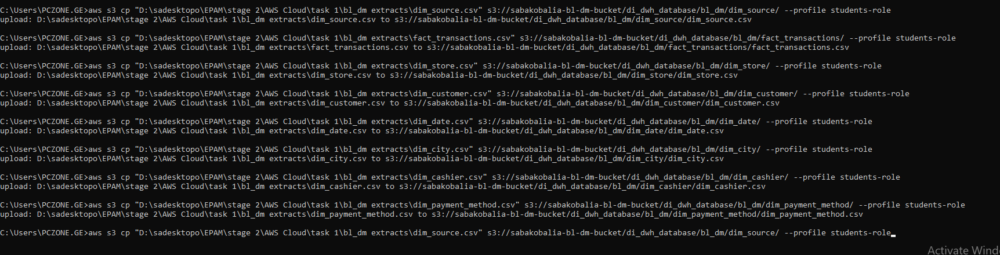 C:\Users\PCZONE.GE>aws s3 cp "D:\sadesktopo\EPAM\stage 2\AWS Cloud\task 1\bl_dm extracts\dim_source.csv" s3://sabakobalia-bl-dm-bucket/di_dwh_database/bl_dm/dim_source/ --profile students-role
upload: D:\sadesktopo\EPAM\stage 2\AWS Cloud\task 1\bl_dm extracts\dim_source.csv to s3://sabakobalia-bl-dm-bucket/di_dwh_database/bl_dm/dim_source/dim_source.csv
C:\Users\PCZONE.GE>aws s3 cp "D:\sadesktopo\EPAM\stage 2\AWS Cloud\task 1\bl_dm extracts\fact_transactions.csv" s3://sabakobalia-bl-dm-bucket/di_dwh_database/bl_dm/fact_transactions/ --profile students-role
upload: D:\sadesktopo\EPAM\stage 2\AWS Cloud\task 1\bl_dm extracts\fact_transactions.csv to s3://sabakobalia-bl-dm-bucket/di_dwh_database/bl_dm/fact_transactions/fact_transactions.csv
C:\Users\PCZONE.GE>aws s3 cp "D:\sadesktopo\EPAM\stage 2\AWS Cloud\task 1\bl_dm extracts\dim_store.csv" s3://sabakobalia-bl-dm-bucket/di_dwh_database/bl_dm/dim_store/ --profile students-role
upload: D:\sadesktopo\EPAM\stage 2\AWS Cloud\task 1\bl_dm extracts\dim_store.csv to s3://sabakobalia-bl-dm-bucket/di_dwh_database/bl_dm/dim_store/dim_store.csv
C:\Users\PCZONE.GE>aws s3 cp "D:\sadesktopo\EPAM\stage 2\AWS Cloud\task 1\bl_dm extracts\dim_customer.csv" s3://sabakobalia-bl-dm-bucket/di_dwh_database/bl_dm/dim_customer/ --profile students-role
upload: D:\sadesktopo\EPAM\stage 2\AWS Cloud\task 1\bl_dm extracts\dim_customer.csv to s3://sabakobalia-bl-dm-bucket/di_dwh_database/bl_dm/dim_customer/dim_customer.csv
C:\Users\PCZONE.GE>aws s3 cp "D:\sadesktopo\EPAM\stage 2\AWS Cloud\task 1\bl_dm extracts\dim_date.csv" s3://sabakobalia-bl-dm-bucket/di_dwh_database/bl_dm/dim_date/ --profile students-role
upload: D:\sadesktopo\EPAM\stage 2\AWS Cloud\task 1\bl_dm extracts\dim_date.csv to s3://sabakobalia-bl-dm-bucket/di_dwh_database/bl_dm/dim_date/dim_date.csv
C:\Users\PCZONE.GE>aws s3 cp "D:\sadesktopo\EPAM\stage 2\AWS Cloud\task 1\bl_dm extracts\dim_city.csv" s3://sabakobalia-bl-dm-bucket/di_dwh_database/bl_dm/dim_city/ --profile students-role
upload: D:\sadesktopo\EPAM\stage 2\AWS Cloud\task 1\bl_dm extracts\dim_city.csv to s3://sabakobalia-bl-dm-bucket/di_dwh_database/bl_dm/dim_city/dim_city.csv
C:\Users\PCZONE.GE>aws s3 cp "D:\sadesktopo\EPAM\stage 2\AWS Cloud\task 1\bl_dm extracts\dim_cashier.csv" s3://sabakobalia-bl-dm-bucket/di_dwh_database/bl_dm/dim_cashier/ --profile students-role
upload: D:\sadesktopo\EPAM\stage 2\AWS Cloud\task 1\bl_dm extracts\dim_cashier.csv to s3://sabakobalia-bl-dm-bucket/di_dwh_database/bl_dm/dim_cashier/dim_cashier.csv
C:\Users\PCZONE.GE>aws s3 cp "D:\sadesktopo\EPAM\stage 2\AWS Cloud\task 1\bl_dm extracts\dim_payment_method.csv" s3://sabakobalia-bl-dm-bucket/di_dwh_database/bl_dm/dim_payment_method/ --profile students-role
upload: D:\sadesktopo\EPAM\stage 2\AWS Cloud\task 1\bl_dm extracts\dim_payment_method.csv to s3://sabakobalia-bl-dm-bucket/di_dwh_database/bl_dm/dim_payment_method/dim_payment_method.csv
C:\Users\PCZONE.GE>aws s3 cp "D:\sadesktopo\EPAM\stage 2\AWS Cloud\task 1\bl_dm extracts\dim_source.csv" s3://sabakobalia-bl-dm-bucket/di_dwh_database/bl_dm/dim_source/ --profile students-role
Activate Wind